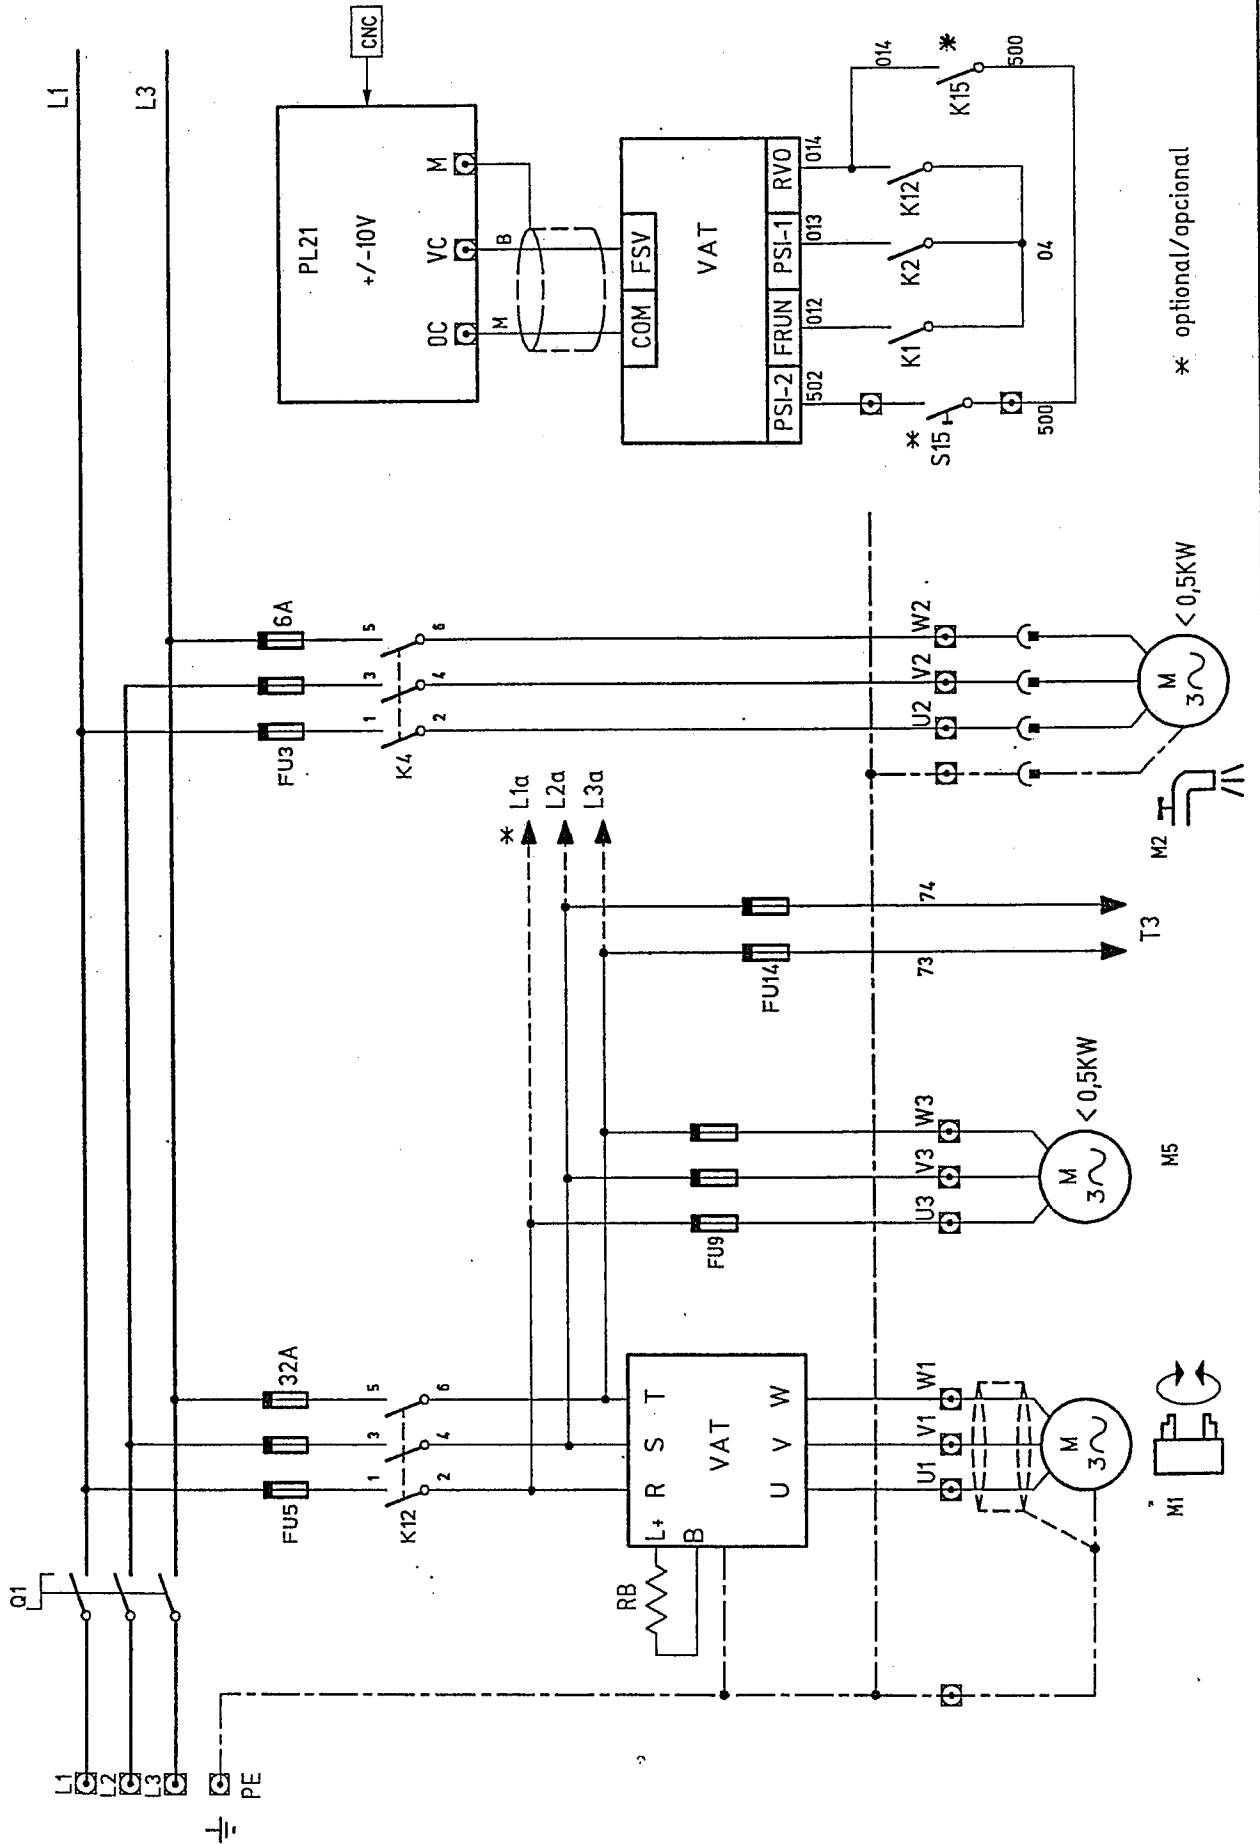 L1
L2
L3
PE
Q1
L1
L3
FU5
32A
1
3
5
K12
2
4
6
RB
L+
B
R
S
T
VAT
U
V
W
U1
V1
W1
M
3
M1
FU9
U3
V3
W3
M
3
<0,5KW
M5
* L1a
L2a
L3a
FU14
73
74
T3
FU3
6A
1
3
5
K4
2
4
6
U2
V2
W2
M
3
<0,5KW
M2
CNC
PL21
+/-10V
0C
VC
M
M
B
COM
FSV
VAT
PSI-2
FRUN
PSI-1
RVO
502
012
013
014
014
*
S15
K1
K2
K12
*
K15
500
04
500
* optional/opcional